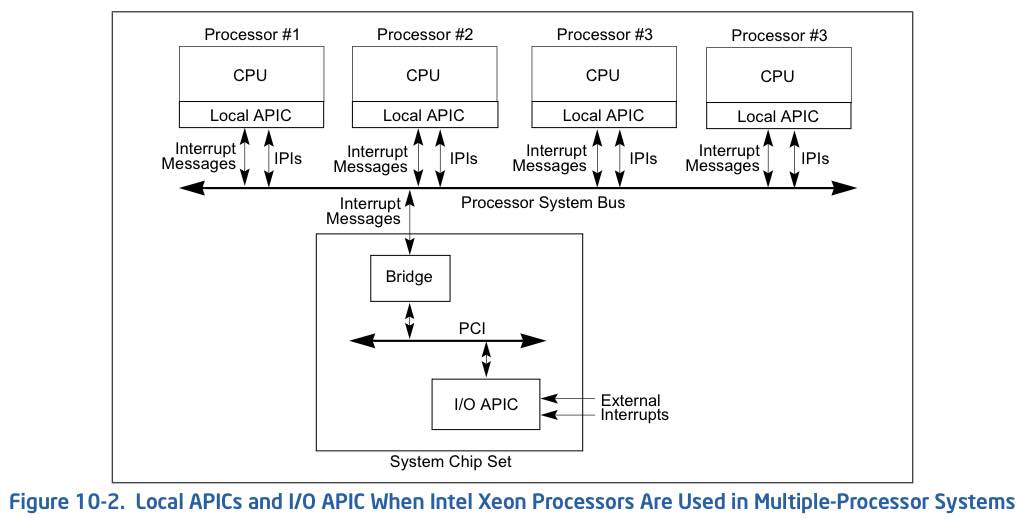 Processor #1
Processor #2
Processor #3
Processor #3
CPU
CPU
CPU
CPU
Local APIC
Local APIC
Local APIC
Local APIC
Interrupt
Messages
IPIs
Interrupt
Messages
IPIs
Interrupt
Messages
IPIs
Interrupt
Messages
IPIs
Processor System Bus
Interrupt
Messages
Bridge
PCI
I/O APIC
External
Interrupts
System Chip Set
Figure 10-2. Local APICs and I/O APIC When Intel Xeon Processors Are Used in Multiple-Processor Systems